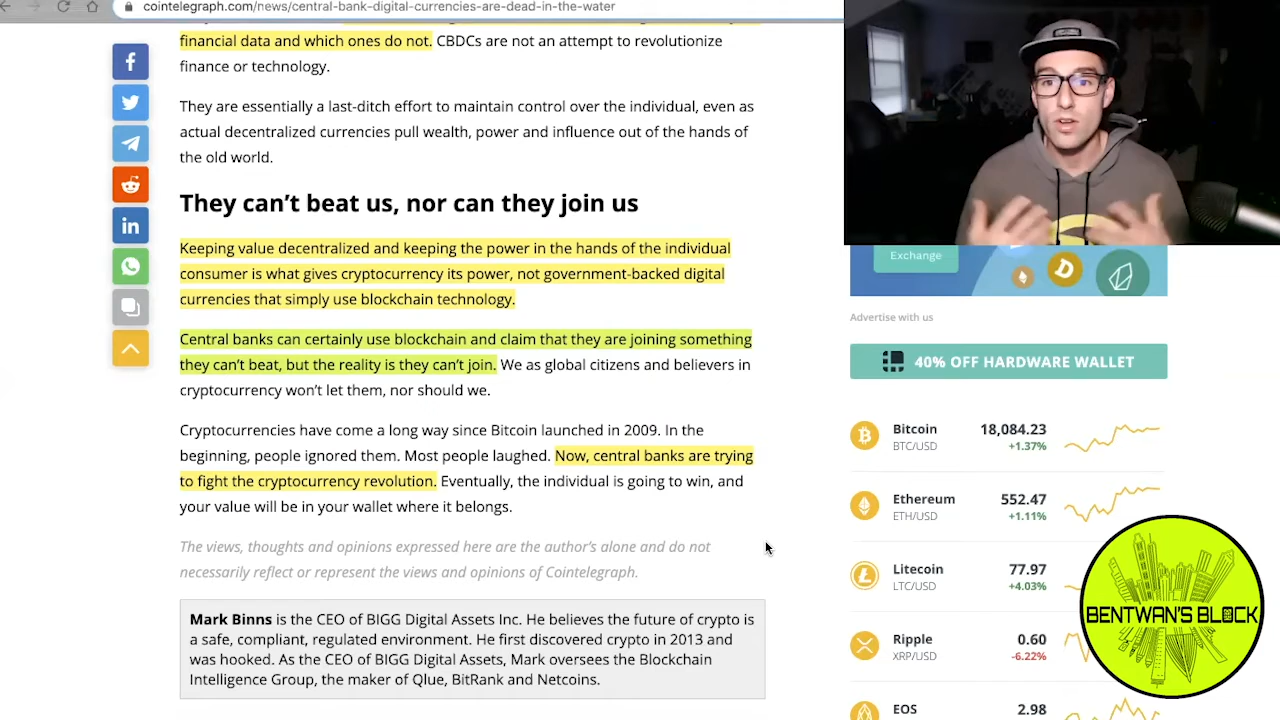 cointelegraph.com/news/central-bank-digital-currencies-are-dead-in-the-water
financial data and which ones do not. CBDCs are not an attempt to revolutionize
finance or technology.
They are essentially a last-ditch effort to maintain control over the individual, even as
actual decentralized currencies pull wealth, power and influence out of the hands of
the old world.
They can’t beat us, nor can they join us
Keeping value decentralized and keeping the power in the hands of the individual
consumer is what gives cryptocurrency its power, not government-backed digital
currencies that simply use blockchain technology.
Central banks can certainly use blockchain and claim that they are joining something
they can’t beat, but the reality is they can’t join. We as global citizens and believers in
cryptocurrency won’t let them, nor should we.
Cryptocurrencies have come a long way since Bitcoin launched in 2009. In the
beginning, people ignored them. Most people laughed. Now, central banks are trying
to fight the cryptocurrency revolution. Eventually, the individual is going to win, and
your value will be in your wallet where it belongs.
The views, thoughts and opinions expressed here are the author’s alone and do not
necessarily reflect or represent the views and opinions of Cointelegraph.
Mark Binns is the CEO of BIGG Digital Assets Inc. He believes the future of crypto is
a safe, compliant, regulated environment. He first discovered crypto in 2013 and
was hooked. As the CEO of BIGG Digital Assets, Mark oversees the Blockchain
Intelligence Group, the maker of Qlue, BitRank and Netcoins.
Exchange
Advertise with us
40% OFF HARDWARE WALLET
Bitcoin 18,084.23
BTC/USD +1.37%
Ethereum 552.47
ETH/USD +1.11%
Litecoin 77.97
LTC/USD +4.03%
Ripple 0.60
XRP/USD -6.22%
EOS 2.98
BENTWAN'S BLOCK